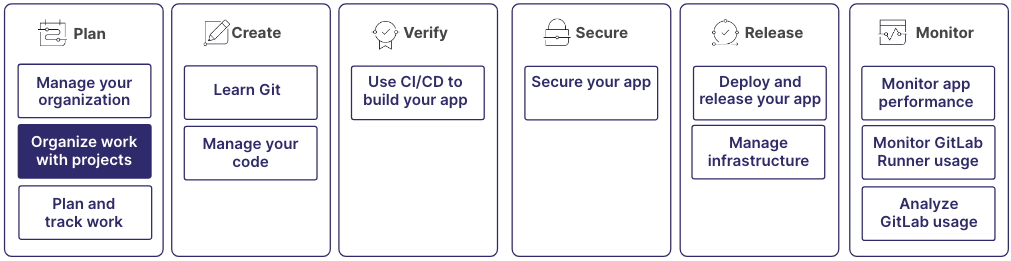 Plan
Manage your
organization
Organize work
with projects
Plan and
track work
Create
Learn Git
Manage your
code
Verify
Use CI/CD to
build your app
Secure
Secure your app
Release
Deploy and
release your app
Manage
infrastructure
Monitor
Monitor app
performance
Monitor GitLab
Runner usage
Analyze
GitLab usage